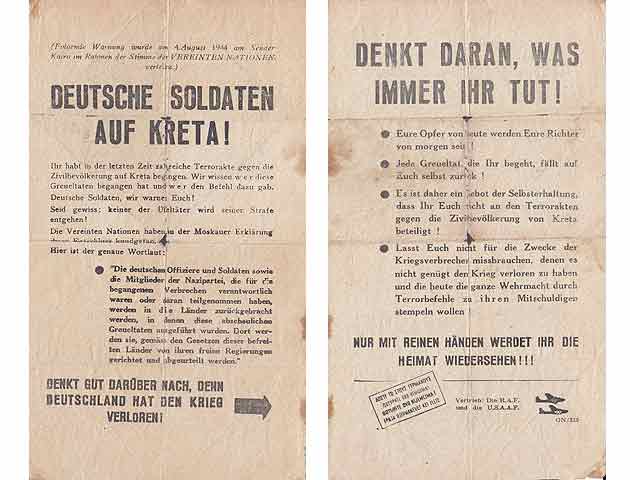 (Folgende Warnung wurde am 4. August 1944 am Sender
Kairo im Rahmen der Stimme der VEREINTEN NATIONEN
verlesen.)
DEUTSCHE SOLDATEN
AUF KRETA!
Ihr habt in der letzten Zeit zahlreiche Terrorakte gegen die
Zivilbevölkerung auf Kreta begangen. Wir wissen wer diese
Greueltaten begangen hat und wer den Befehl dazu gab.
Deutsche Soldaten, wir warnen Euch!
Seid gewiss: keiner der Übeltäter wird seiner Strafe
entgehen!
Die Vereinten Nationen haben in der Moskauer Erklärung
ihren Entschluss kundgetan.
Hier ist der genaue Wortlaut:
● "Die deutschen Offiziere und Soldaten sowie
die Mitglieder der Nazipartei, die für die
begangenen Verbrechen verantwortlich
waren oder daran teilgenommen haben,
werden in die Länder zurückgebracht
werden, in denen diese abscheulichen
Greueltaten ausgeführt wurden. Dort wer-
den sie, gemäss den Gesetzen dieser befrei-
ten Länder von ihren freien Regierungen
gerichtet und abgeurteilt werden."
DENKT GUT DARÜBER NACH, DENN
DEUTSCHLAND HAT DEN KRIEG
VERLOREN!
DENKT DARAN, WAS
IMMER IHR TUT!
● Eure Opfer von heute werden Eure Richter
von morgen sein!
● Jede Greueltat die Ihr begeht, fällt auf
Euch selbst zurück!
● Es ist daher ein Gebot der Selbsterhaltung,
dass Ihr Euch nicht an den Terrorakten
gegen die Zivilbevölkerung von Kreta
beteiligt!
● Lasst Euch nicht für die Zwecke der
Kriegsverbrecher missbrauchen, denen es
nicht genügt den Krieg verloren zu haben
und die heute die ganze Wehrmacht durch
Terrorbefehle zu ihren Mitschuldigen
stempeln wollen
NUR MIT REINEN HÄNDEN WERDET IHR DIE
HEIMAT WIEDERSEHEN!!!
Vertrieb: Die R.A.F.
und die U.S.A.A.F.